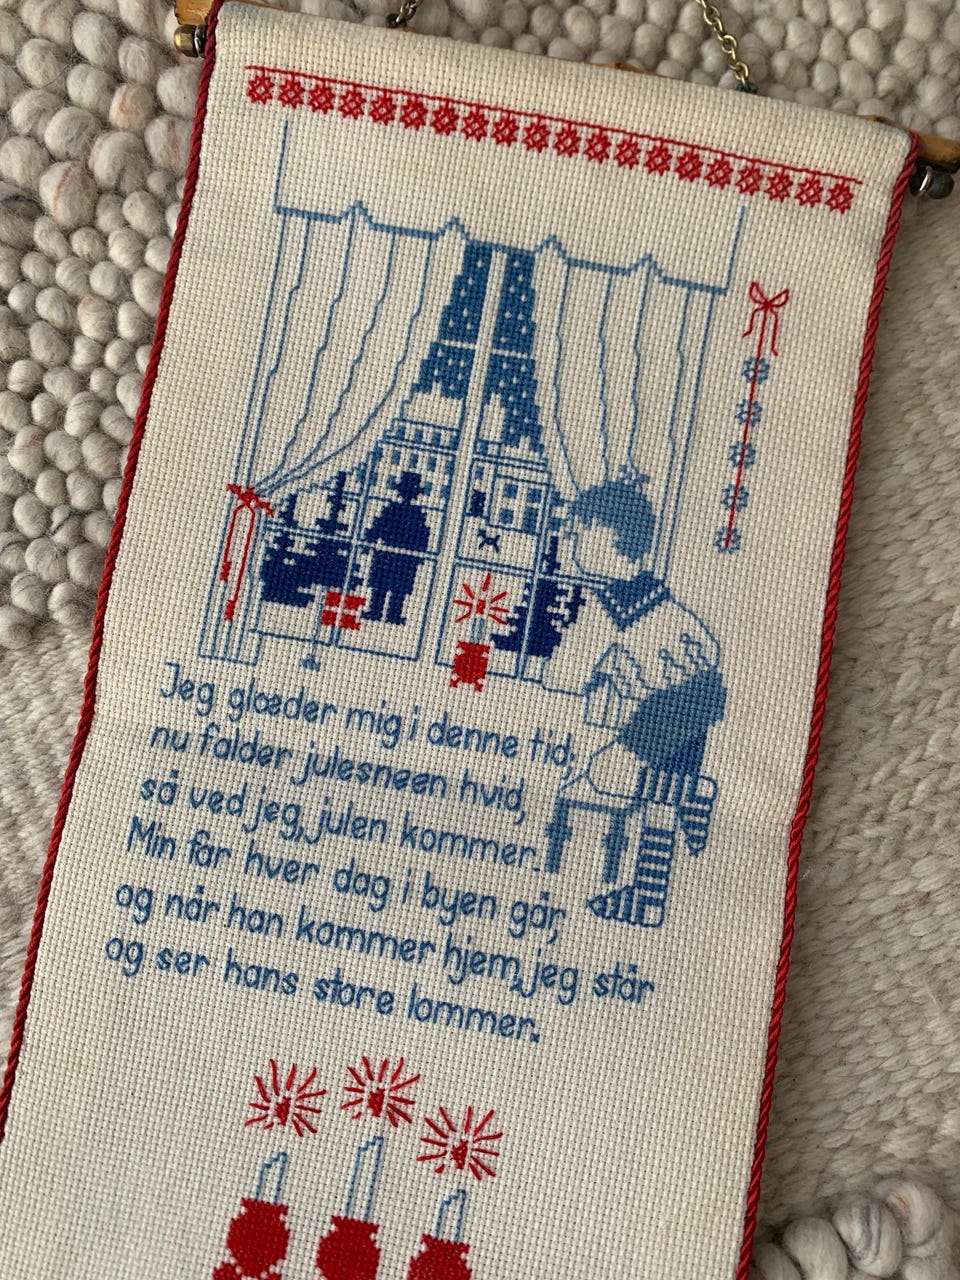 Jeg glæder mig i denne tid;
nu falder julesneen hvid,
så ved jeg, julen kommer.
Min far hver dag i byen går,
og når han kommer hjem, jeg står
og ser hans store lommer.